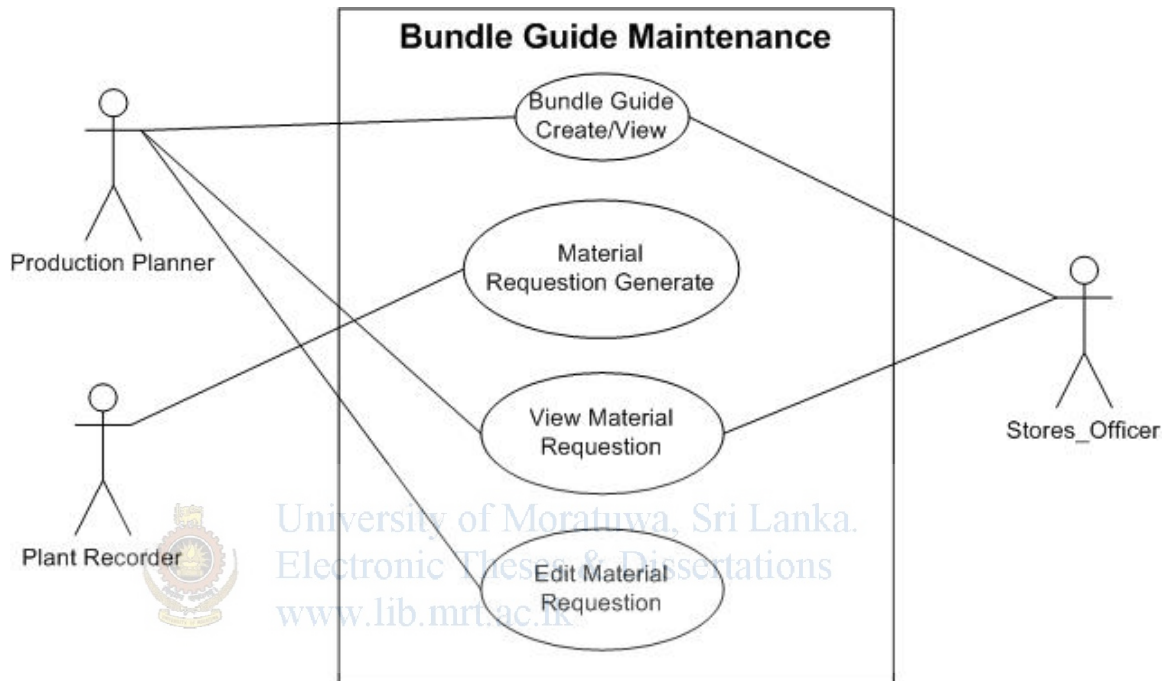 Bundle Guide Maintenance
Bundle Guide
Create/View
Production Planner
Material
Requestion Generate
View Material
Requestion
Stores_Officer
Plant Recorder
University of Moratuwa, Sri Lanka.
Electronic Theses & Dissertations
www.lib.mrt.ac.lk
Edit Material
Requestion